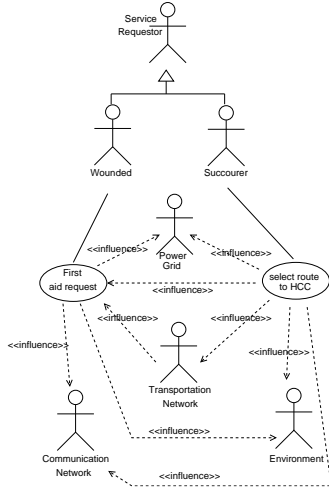 Service
Requestor
Wounded
Succourer
<<influence>>
<<influence>>
Power
Grid
First
aid request
select route
to HCC
<<influence>>
<<influence>>
<<influence>>
<<influence>>
<<influence>>
Transportation
Network
<<influence>>
Communication
Network
Environment
<<influence>>